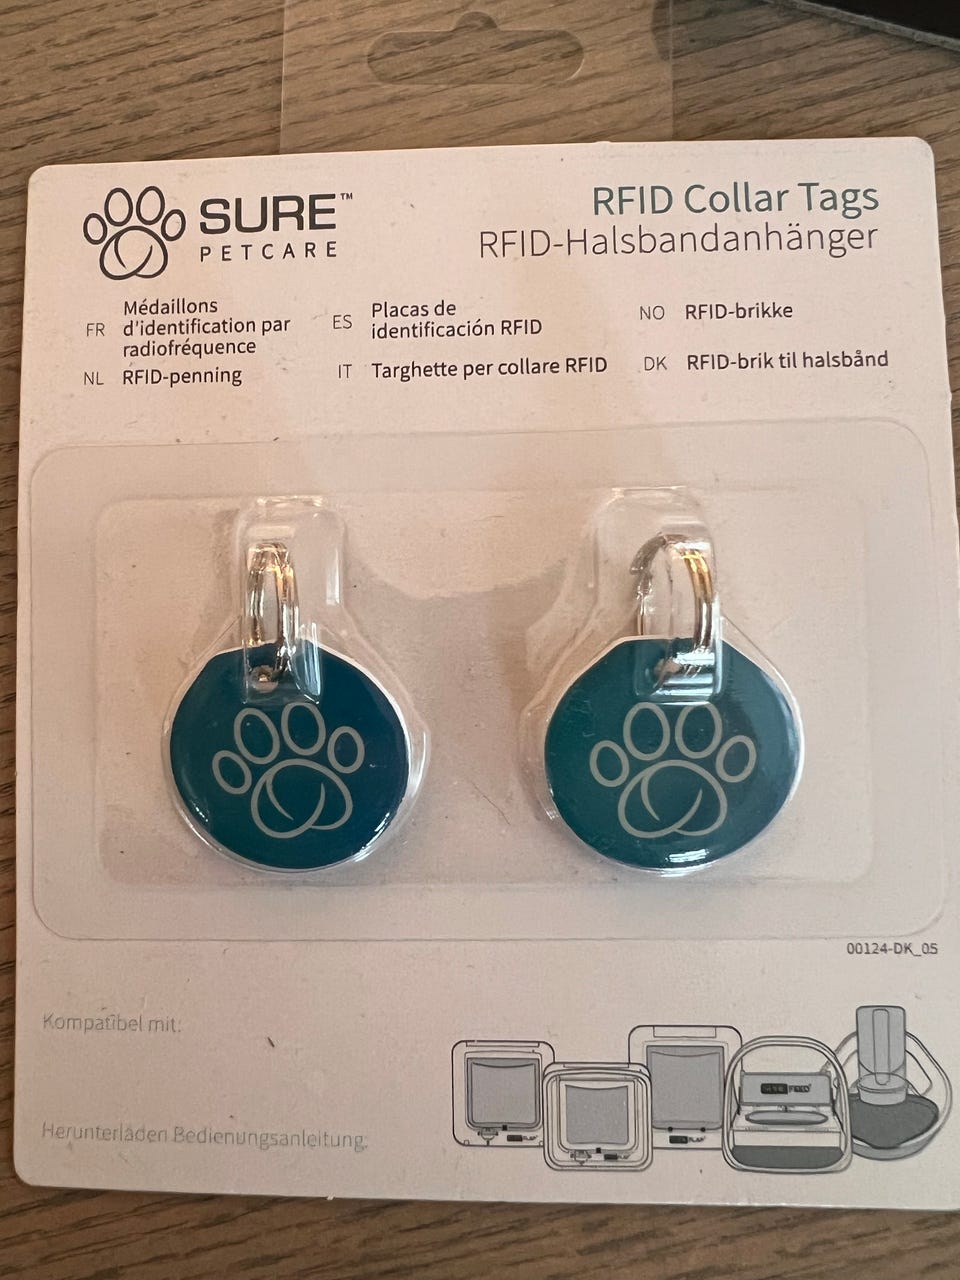 SURE™
PETCARE
RFID Collar Tags
RFID-Halsbandanhänger
FR Médaillons
d'identification par
radiofréquence
ES Placas de
identificación RFID
NO RFID-brikke
NL RFID-penning
IT Targhette per collare RFID
DK RFID-brik til halsbånd
00124-DK_05
Kompatibel mit:
SURE FEED
Herunterladen Bedienungsanleitung: